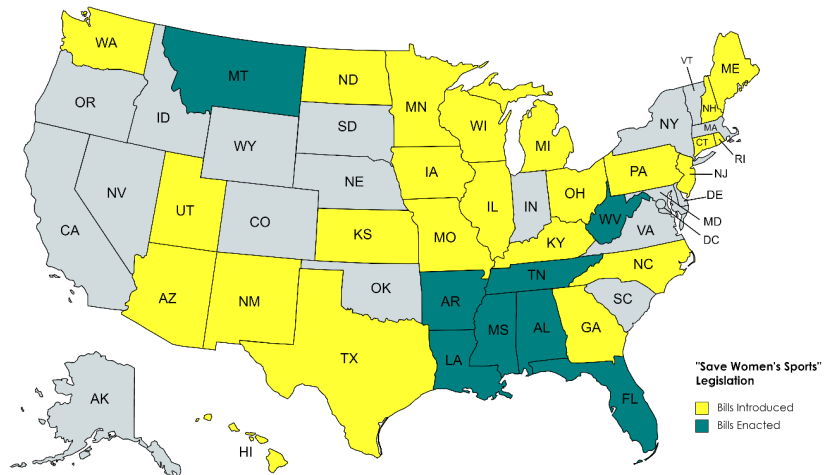 WA
MT
ND
MN
VT
ME
OR
ID
WY
SD
WI
MI
NY
NH
MA
CT
RI
NV
UT
CO
NE
IA
IL
IN
OH
PA
NJ
DE
MD
DC
CA
KS
MO
KY
WV
VA
AZ
NM
OK
AR
TN
NC
SC
TX
LA
MS
AL
GA
FL
AK
HI
"Save Women's Sports"
Legislation
Bills Introduced
Bills Enacted